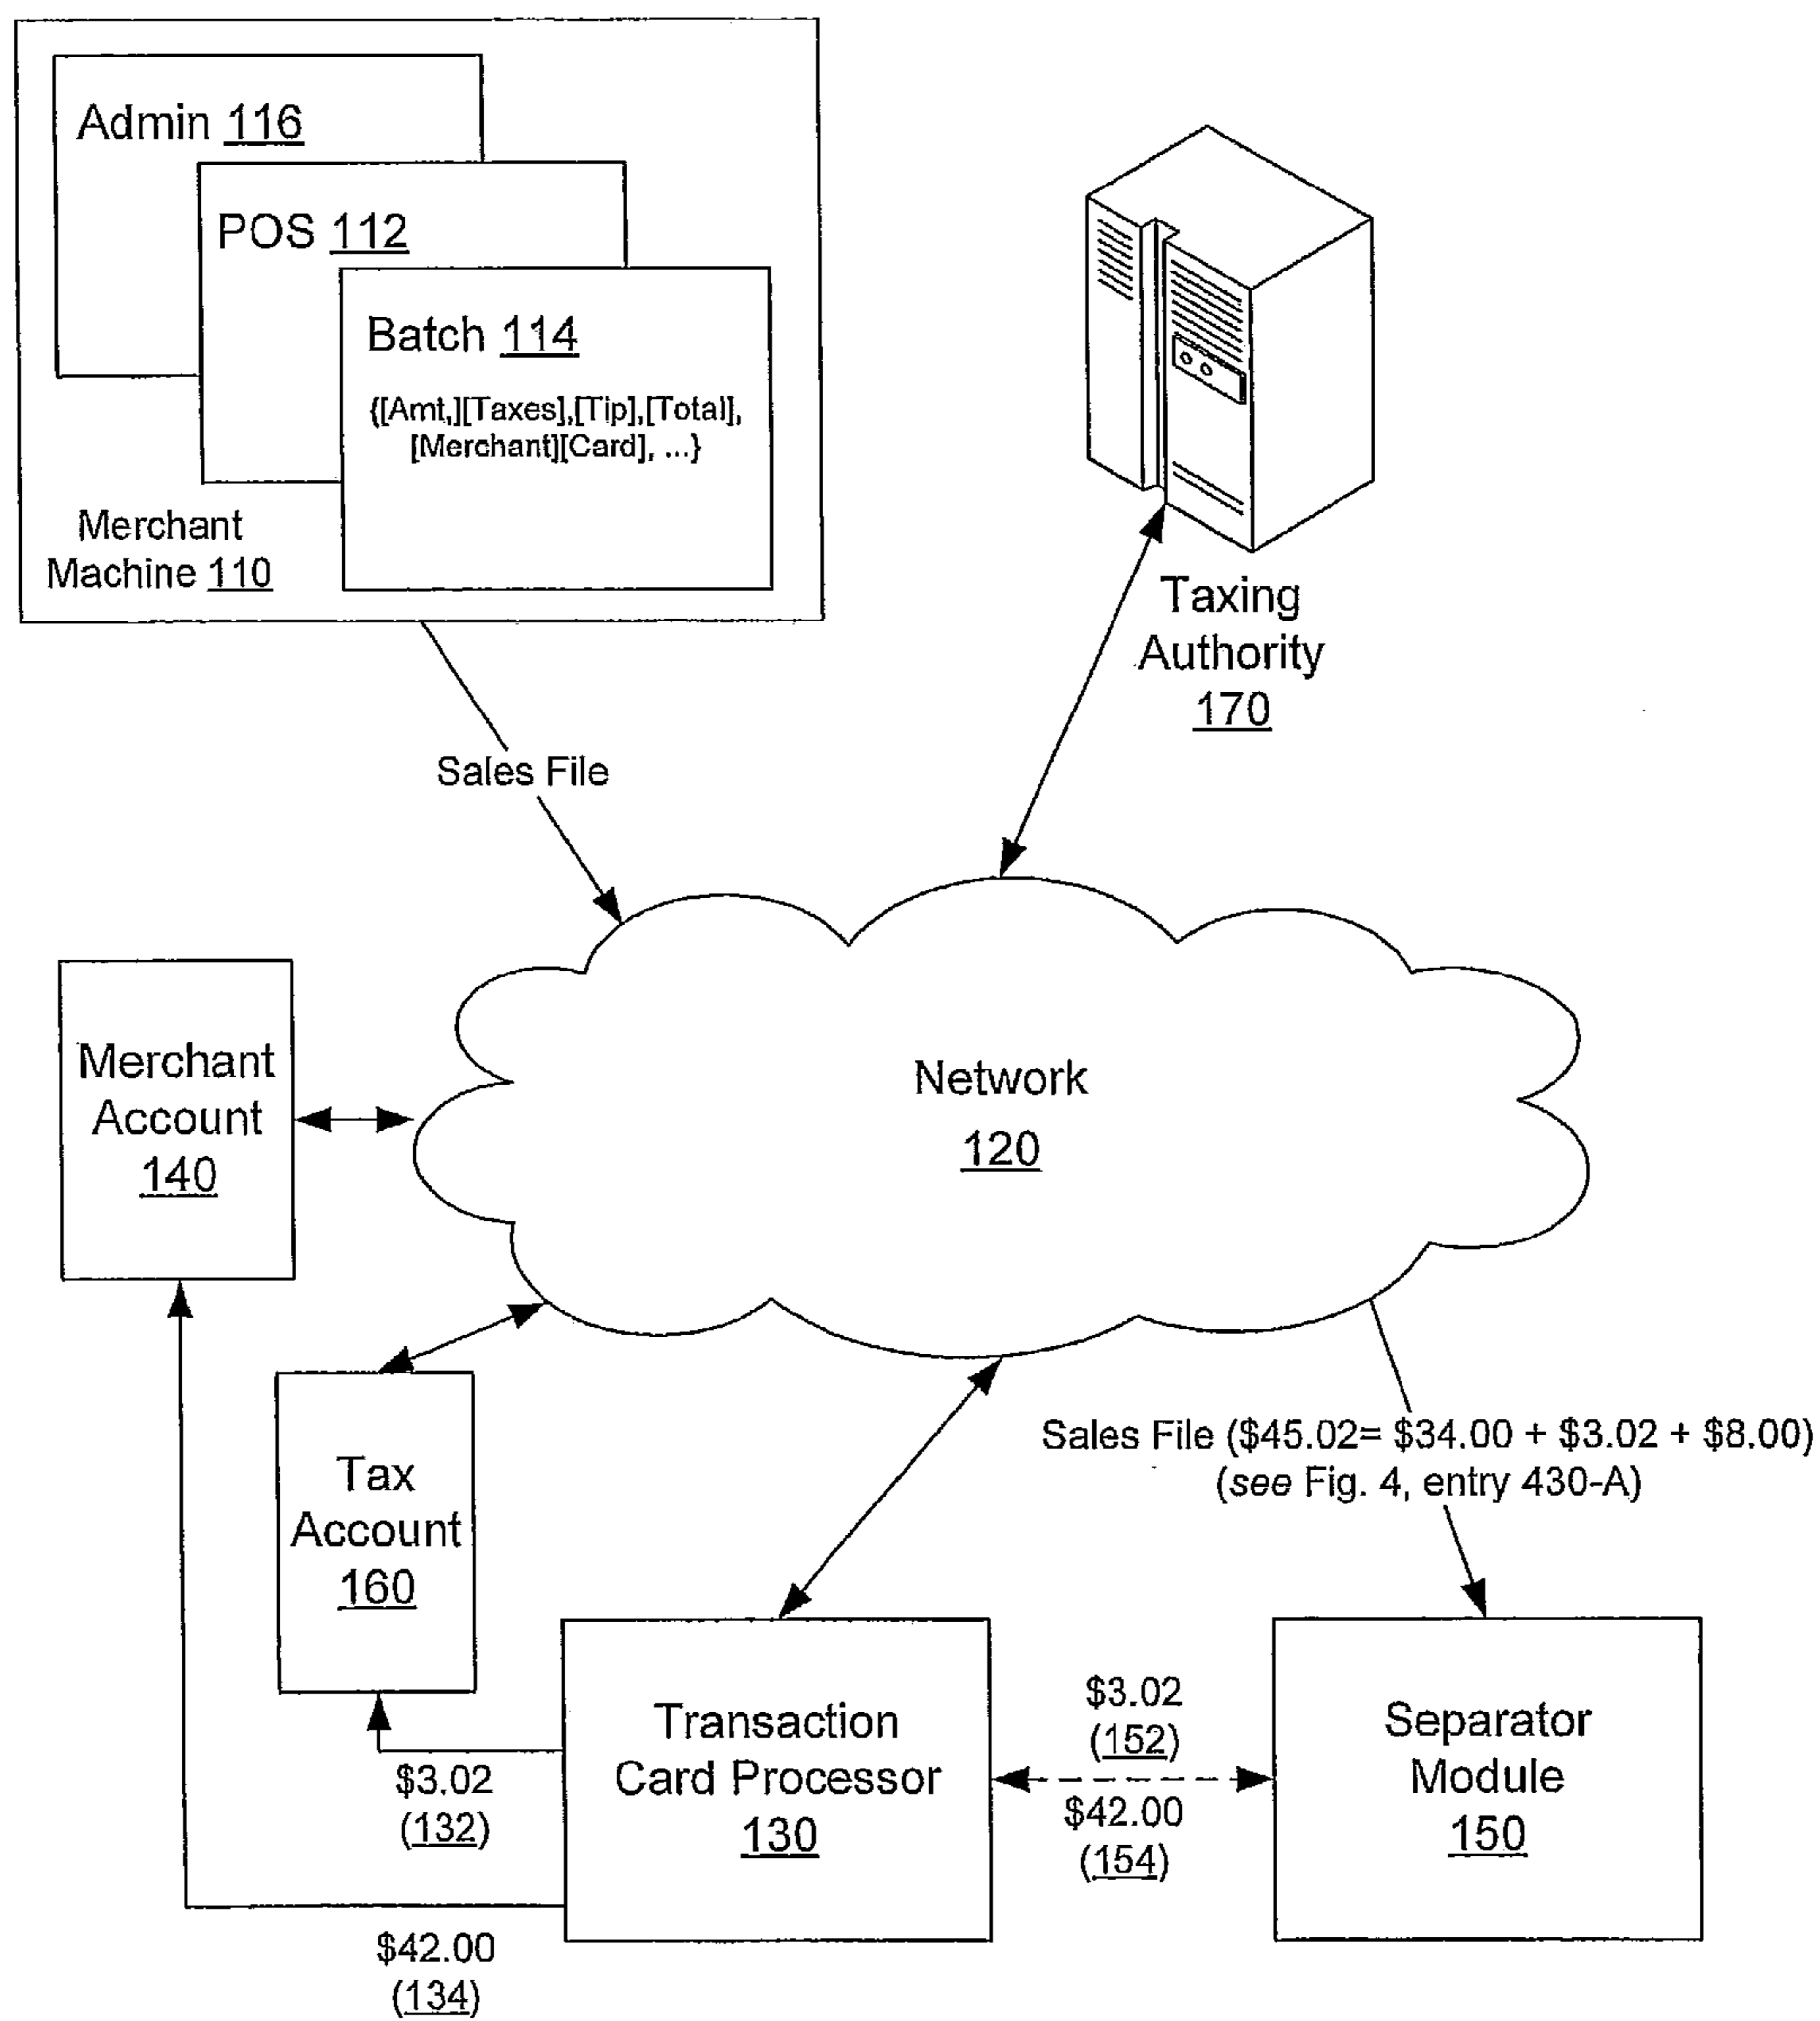 Admin 116
POS 112
Batch 114
{[Amt,][Taxes],[Tip],[Total],
[Merchant][Card], ...}
Merchant
Machine 110
Taxing
Authority
170
Sales File
Network
120
Merchant
Account
140
Sales File ($45.02= $34.00 + $3.02 + $8.00)
(see Fig. 4, entry 430-A)
Tax
Account
160
Transaction
Card Processor
130
$3.02
(152)
$42.00
(154)
Separator
Module
150
$3.02
(132)
$42.00
(134)